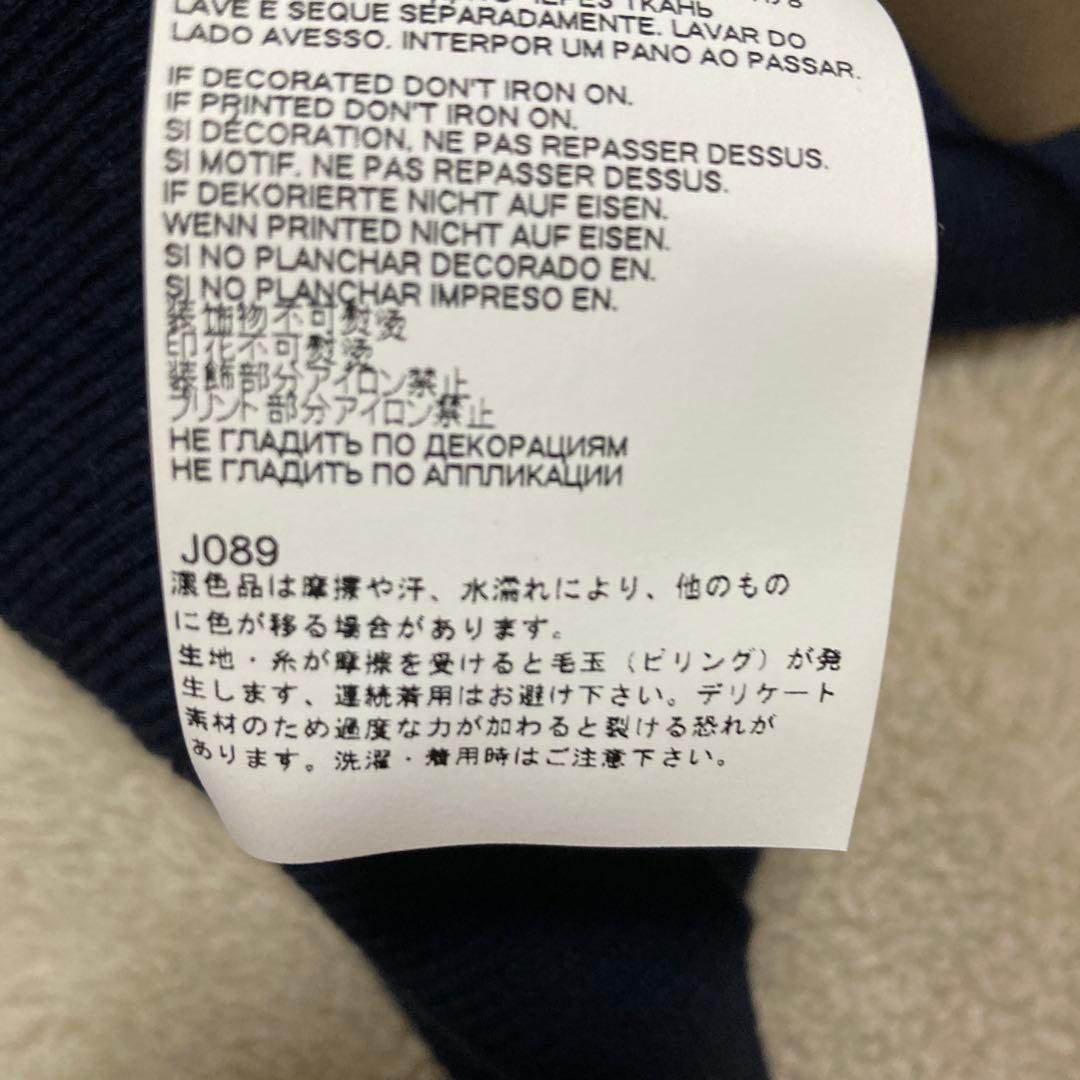 ЧЕРЕЗ ТКАНЬ
LAVE E SEQUE SEPARADAMENTE. LAVAR DO
LADO AVESSO. INTERPOR UM PANO AO PASSAR.
IF DECORATED DON'T IRON ON.
IF PRINTED DON'T IRON ON.
SI DÉCORATION, NE PAS REPASSER DESSUS.
SI MOTIF. NE PAS REPASSER DESSUS.
IF DEKORIERTE NICHT AUF EISEN.
WENN PRINTED NICHT AUF EISEN.
SI NO PLANCHAR DECORADO EN.
SI NO PLANCHAR IMPRESO EN.
装饰物不可熨烫
印花不可熨烫
装飾部分アイロン禁止
プリント部分アイロン禁止
НЕ ГЛАДИТЬ ПО ДЕКОРАЦИЯМ
НЕ ГЛАДИТЬ ПО АППЛИКАЦИИ
J089
濃色品は摩擦や汗、水濡れにより、他のもの
に色が移る場合があります。
生地・糸が摩擦を受けると毛玉（ピリング）が発
生します、連続着用はお避け下さい。デリケート
素材のため過度な力が加わると裂ける恐れが
あります。洗濯・着用時はご注意下さい。